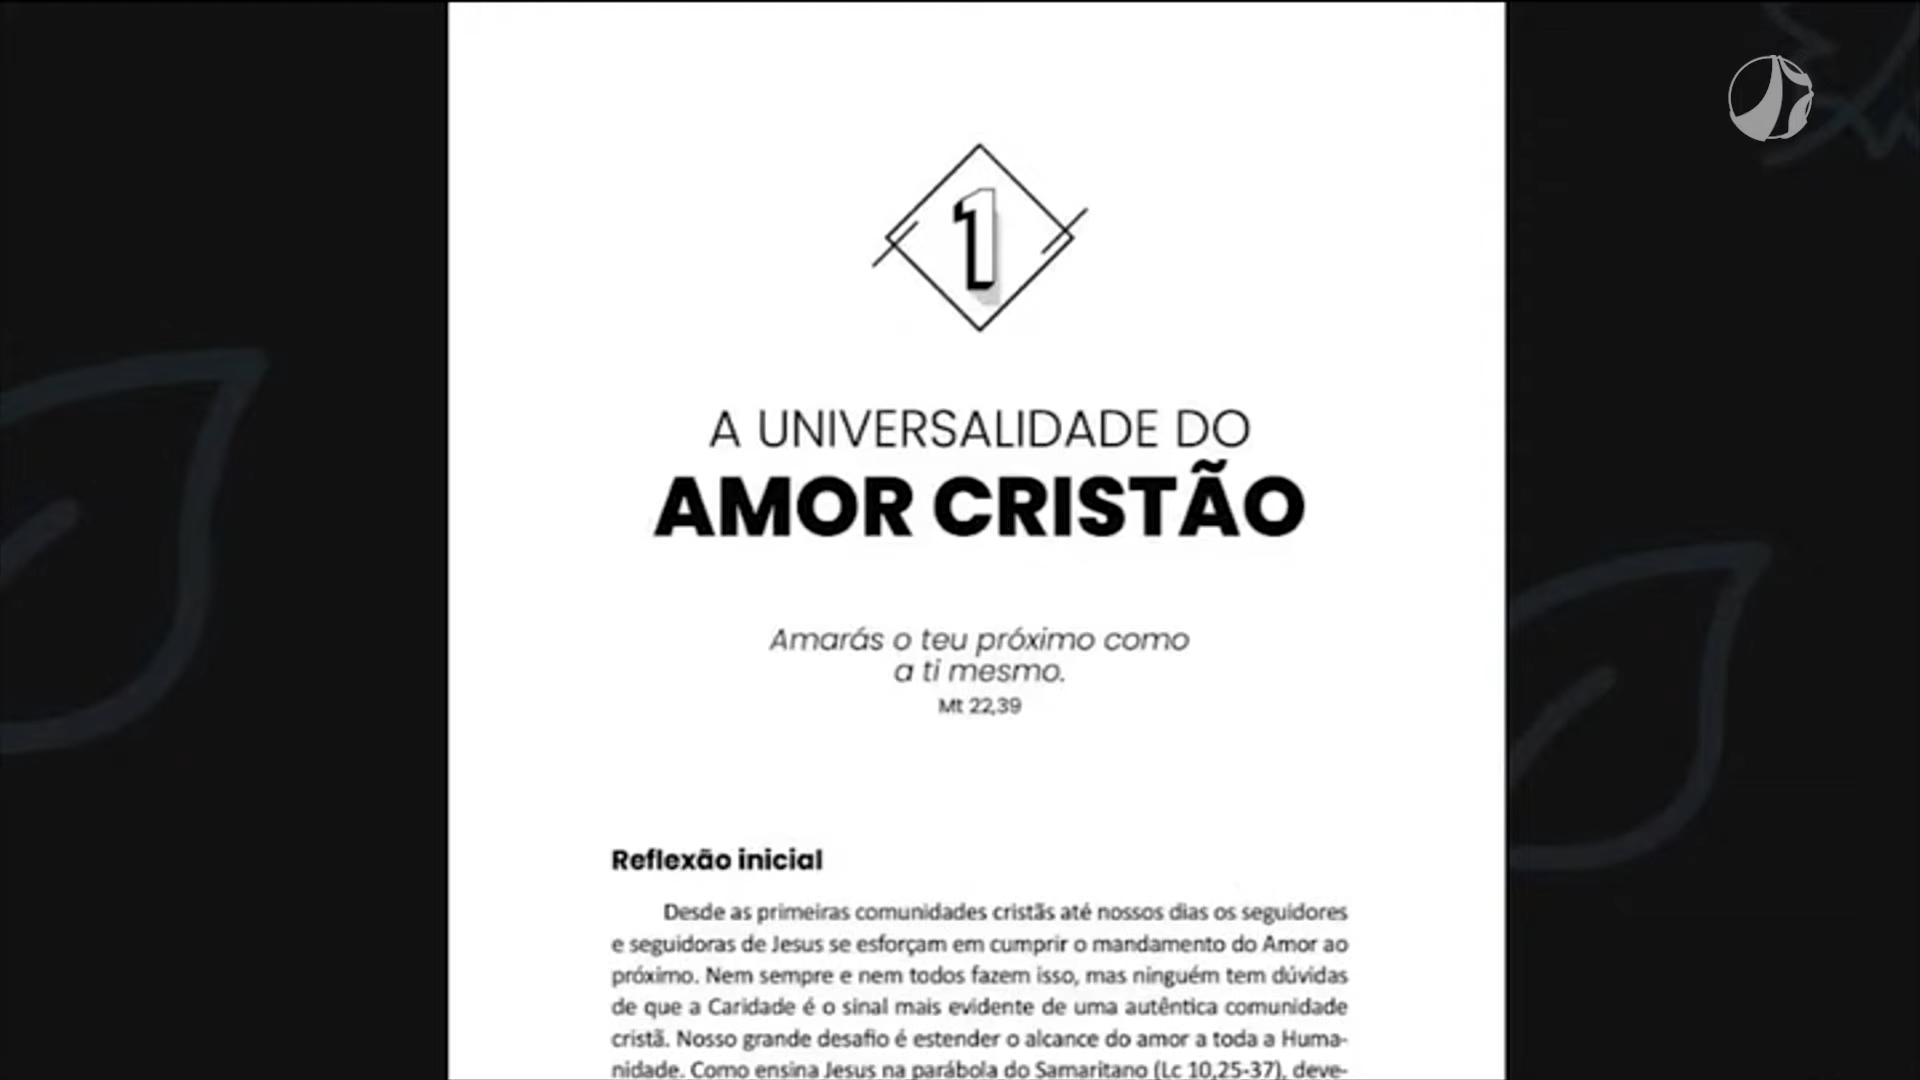 1
A UNIVERSALIDADE DO
AMOR CRISTÃO
Amarás o teu próximo como
a ti mesmo.
Mt 22,39
Reflexão inicial
Desde as primeiras comunidades cristãs até nossos dias os seguidores
e seguidoras de Jesus se esforçam em cumprir o mandamento do Amor ao
próximo. Nem sempre e nem todos fazem isso, mas ninguém tem dúvidas
de que a Caridade é o sinal mais evidente de uma autêntica comunidade
cristã. Nosso grande desafio é estender o alcance do amor a toda a Huma-
nidade. Como ensina Jesus na parábola do Samaritano (Lc 10,25-37), deve-